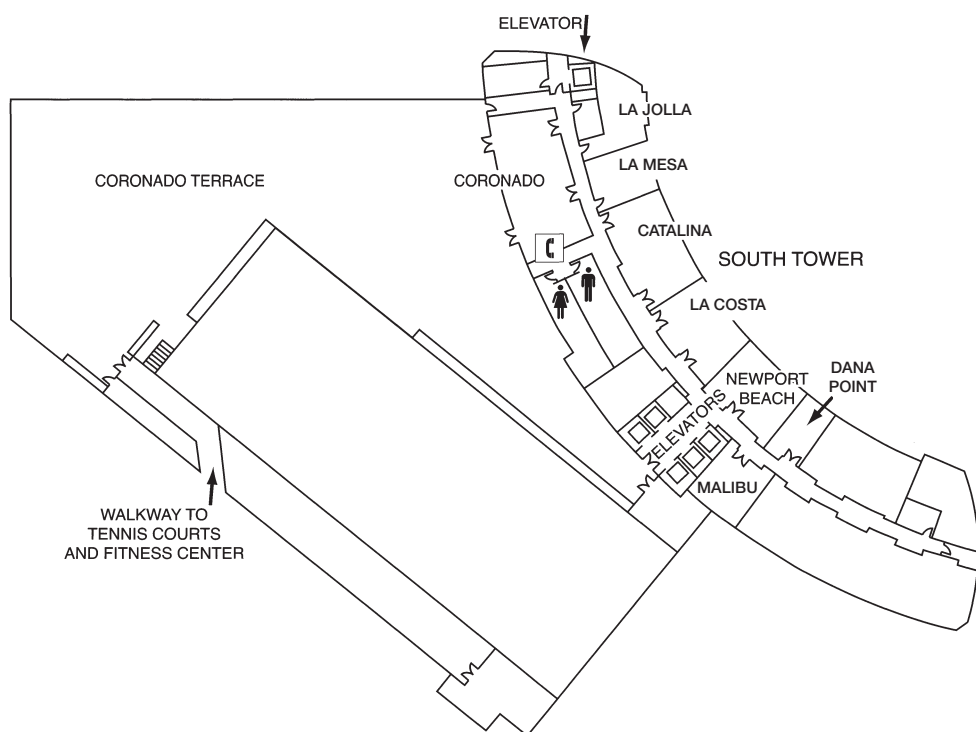 ELEVATOR
LA JOLLA
LA MESA
CORONADO TERRACE
CORONADO
CATALINA
SOUTH TOWER
LA COSTA
DANA
POINT
NEWPORT
BEACH
ELEVATORS
MALIBU
WALKWAY TO
TENNIS COURTS
AND FITNESS CENTER